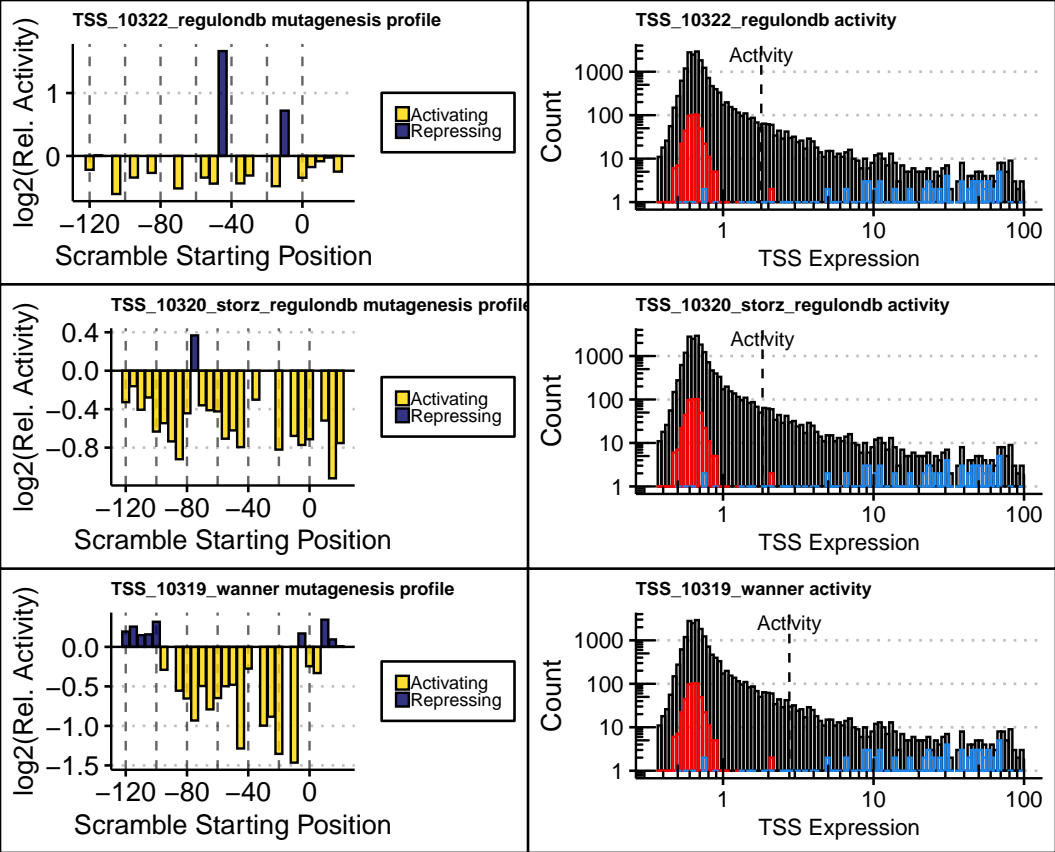 TSS_10322_regulondb mutagenesis profile
log2(Rel. Activity)
1
0
−120
−80
−40
0
Scramble Starting Position
Activating
Repressing
TSS_10322_regulondb activity
Activity
Count
1000
100
10
1
1
10
100
TSS Expression
TSS_10320_storz_regulondb mutagenesis profile
log2(Rel. Activity)
0.4
0.0
−0.4
−0.8
−120
−80
−40
0
Scramble Starting Position
Activating
Repressing
TSS_10320_storz_regulondb activity
Activity
Count
1000
100
10
1
1
10
100
TSS Expression
TSS_10319_wanner mutagenesis profile
log2(Rel. Activity)
0.0
−0.5
−1.0
−1.5
−120
−80
−40
0
Scramble Starting Position
Activating
Repressing
TSS_10319_wanner activity
Activity
Count
1000
100
10
1
1
10
100
TSS Expression